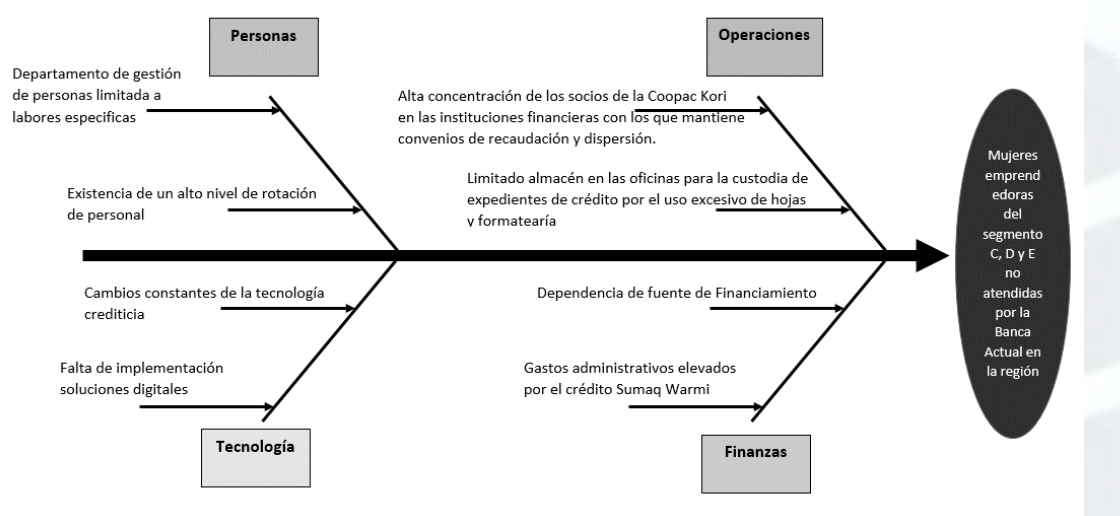 Personas
Operaciones
Departamento de gestión
de personas limitada a
labores especificas
Alta concentración de los socios de la Coopac Kori
en las instituciones financieras con los que mantiene
convenios de recaudación y dispersión.
Existencia de un alto nivel de rotación
de personal
Limitado almacén en las oficinas para la custodia de
expedientes de crédito por el uso excesivo de hojas
y formatearía
Mujeres
emprend
edoras
del
segmento
C, D y E
no
atendidas
por la
Banca
Actual en
la región
Cambios constantes de la tecnología
crediticia
Dependencia de fuente de Financiamiento
Falta de implementación
soluciones digitales
Gastos administrativos elevados
por el crédito Sumaq Warmi
Tecnología
Finanzas